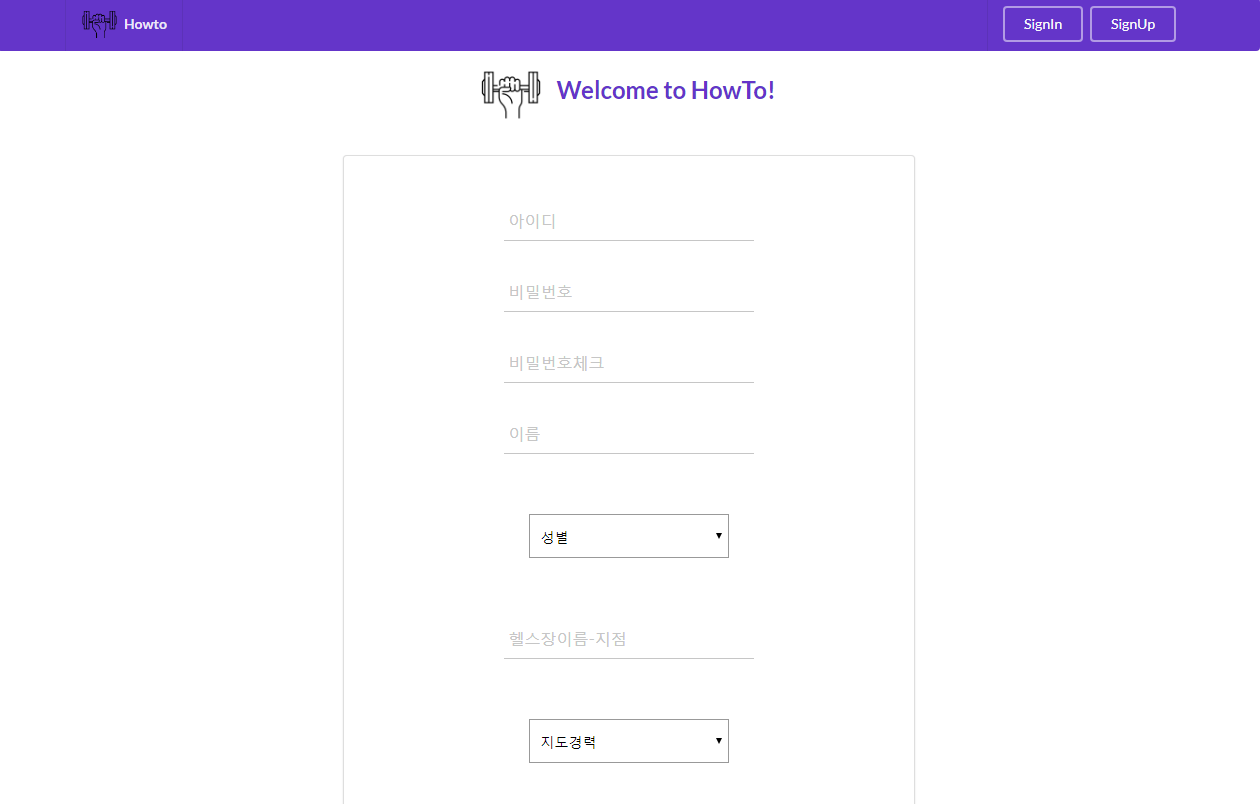 Howto
SignIn
SignUp
Welcome to HowTo!
아이디
비밀번호
비밀번호체크
이름
성별
헬스장이름-지점
지도경력